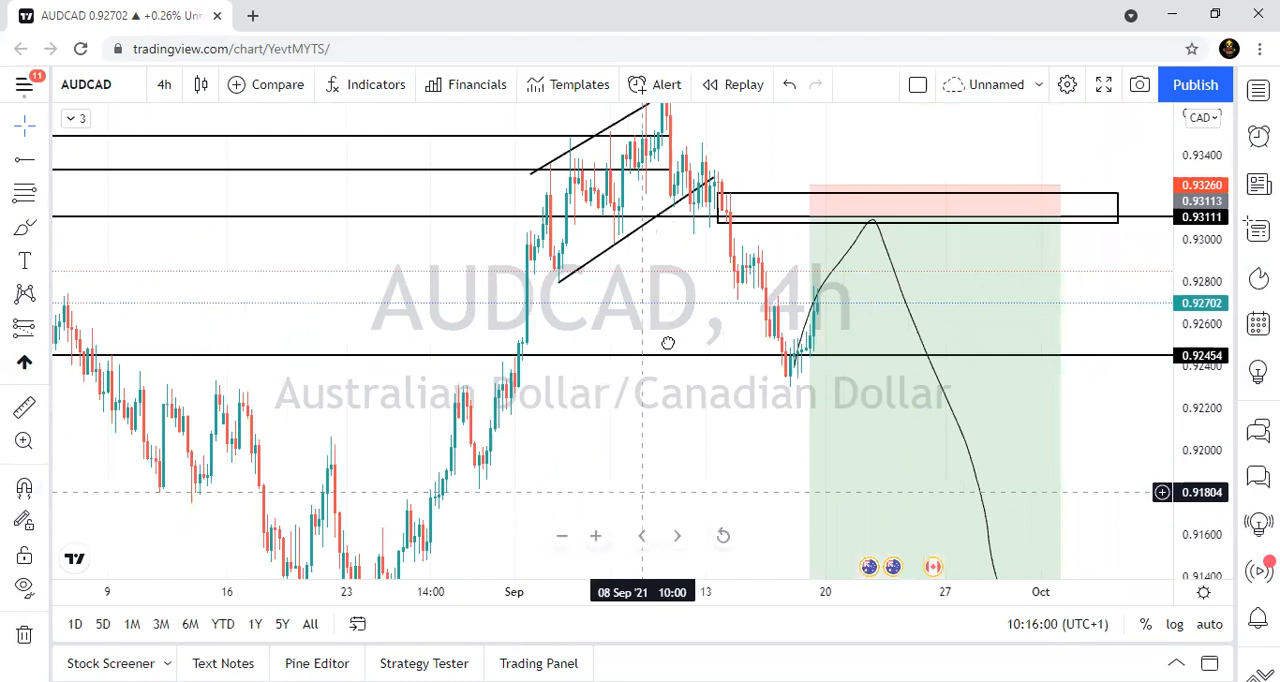 AUDCAD 0.92702 ▲ +0.26% Unn
tradingview.com/chart/YevtMYTS/
11
AUDCAD
4h
Compare
Indicators
Financials
Templates
Alert
Replay
Unnamed
Publish
3
CAD
0.93400
0.93260
0.93113
0.93111
0.93000
0.92800
0.92702
0.92600
0.92454
0.92400
0.92200
0.92000
0.91804
0.91600
0.91400
AUDCAD, 4h
Australian Dollar/Canadian Dollar
9
16
23
14:00
Sep
08 Sep '21 10:00
13
20
27
Oct
1D
5D
1M
3M
6M
YTD
1Y
5Y
All
10:16:00 (UTC+1)
%
log
auto
Stock Screener
Text Notes
Pine Editor
Strategy Tester
Trading Panel